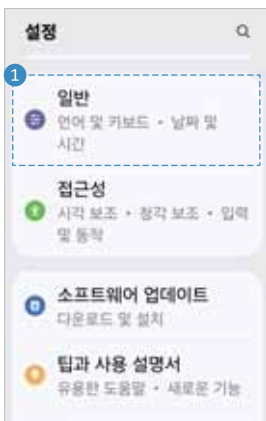 설정
1
일반
언어 및 키보드 • 날짜 및
시간
접근성
시각 보조 • 청각 보조 • 입력
및 동작
소프트웨어 업데이트
다운로드 및 설치
팁과 사용 설명서
유용한 도움말 • 새로운 기능